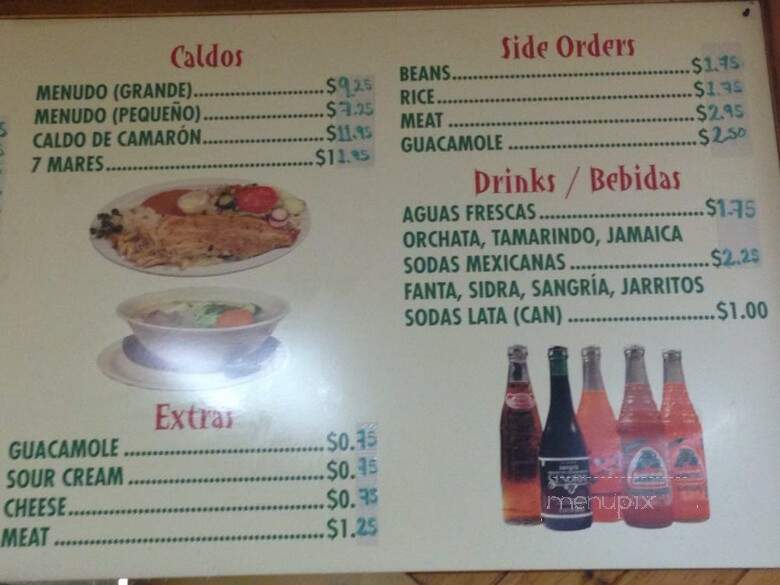 Caldos
MENUDO (GRANDE)..............................$9.25
MENUDO (PEQUEÑO)...........................$7.25
CALDO DE CAMARÓN...........................$11.95
7 MARES..............................................$11.95
Extras
GUACAMOLE......................................$0.75
SOUR CREAM.....................................$0.75
CHEESE................................................$0.75
MEAT...................................................$1.25
Side Orders
BEANS................................................$1.75
RICE....................................................$1.75
MEAT..................................................$2.95
GUACAMOLE.....................................$2.50
Drinks / Bebidas
AGUAS FRESCAS................................$1.75
ORCHATA, TAMARINDO, JAMAICA
SODAS MEXICANAS...........................$2.25
FANTA, SIDRA, SANGRÍA, JARRITOS
SODAS LATA (CAN)............................$1.00
menupix